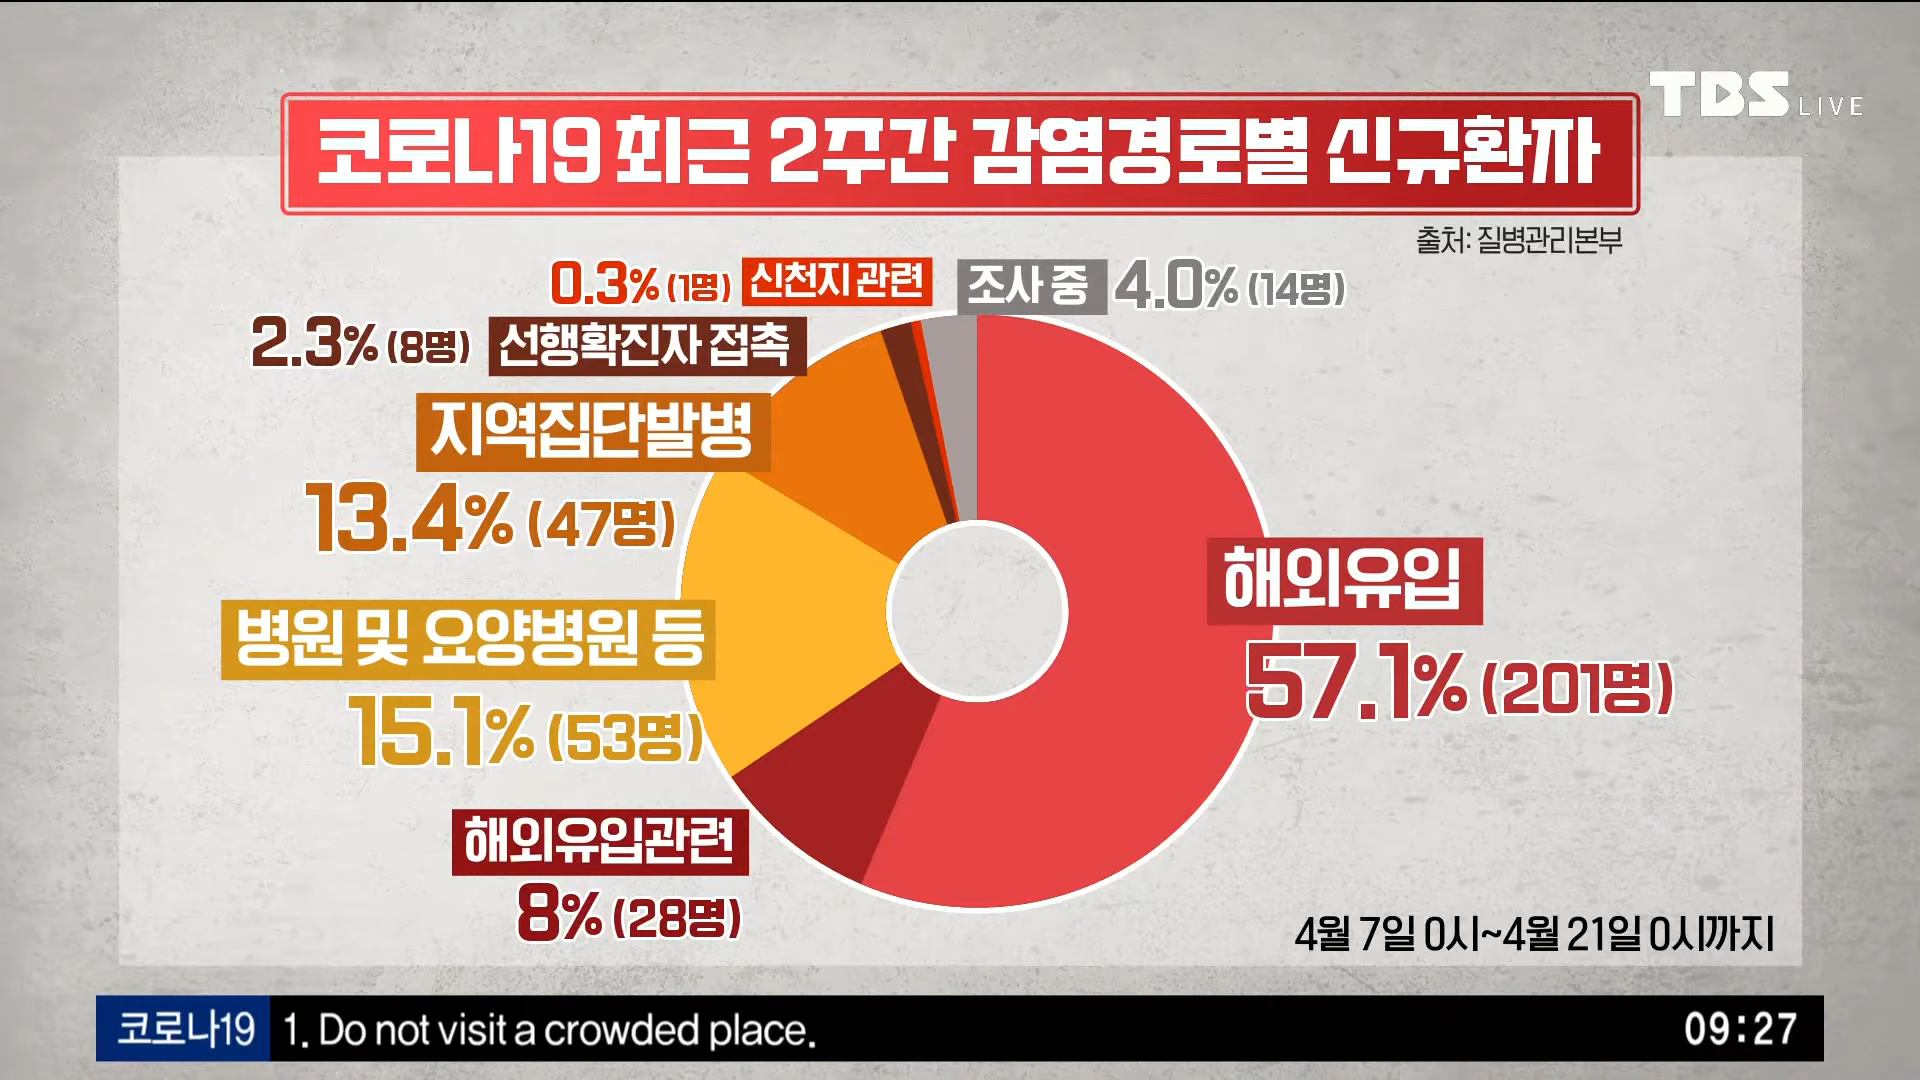 TBS LIVE
코로나19 최근 2주간 감염경로별 신규환자
출처: 질병관리본부
0.3% (1명) 신천지 관련
조사 중 4.0% (14명)
2.3% (8명) 선행확진자 접촉
지역집단발병
13.4% (47명)
해외유입
57.1% (201명)
병원 및 요양병원 등
15.1% (53명)
해외유입관련
8% (28명)
4월 7일 0시~4월 21일 0시까지
코로나19 1. Do not visit a crowded place. 09:27